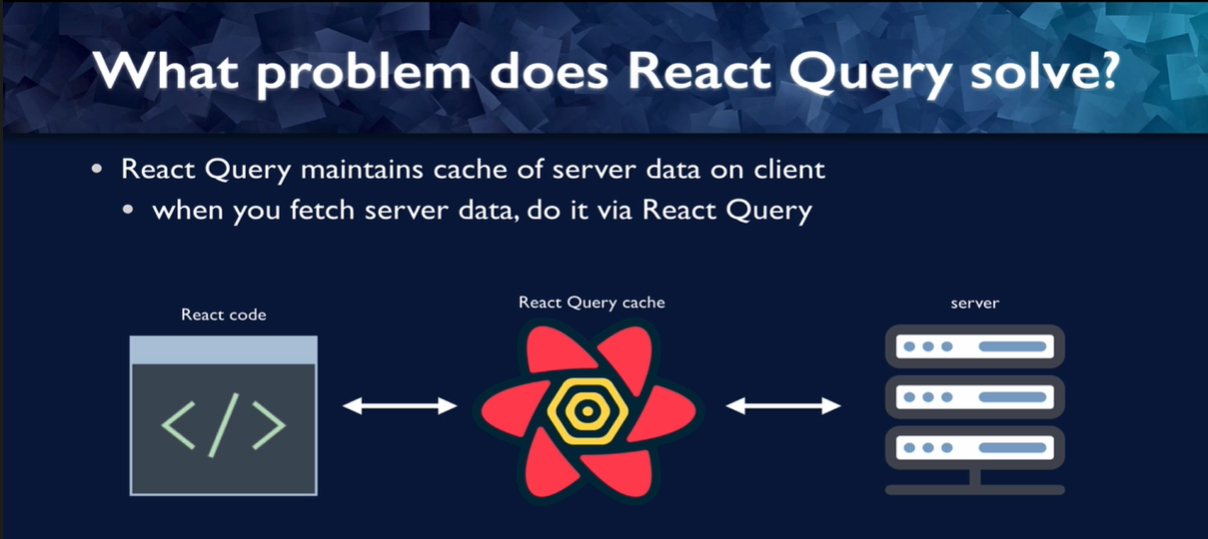 What problem does React Query solve?
• React Query maintains cache of server data on client
• when you fetch server data, do it via React Query
React code
React Query cache
server
</>